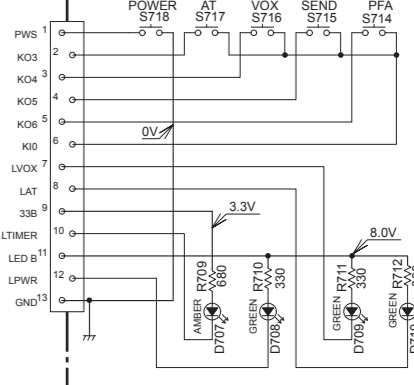 POWER AT VOX SEND PFA
S718 S717 S716 S715 S714
PWS 1
KO3 2
KO4 3
KO5 4
KO6 5
KI0 6
LVOX 7
LAT 8
33B 9
LTIMER 10
LED B 11
LPWR 12
GND 13
0V
3.3V
8.0V
R709 680
R710 330
R711 330
R712
AMBER D707
GREEN D708
GREEN D709
GREEN